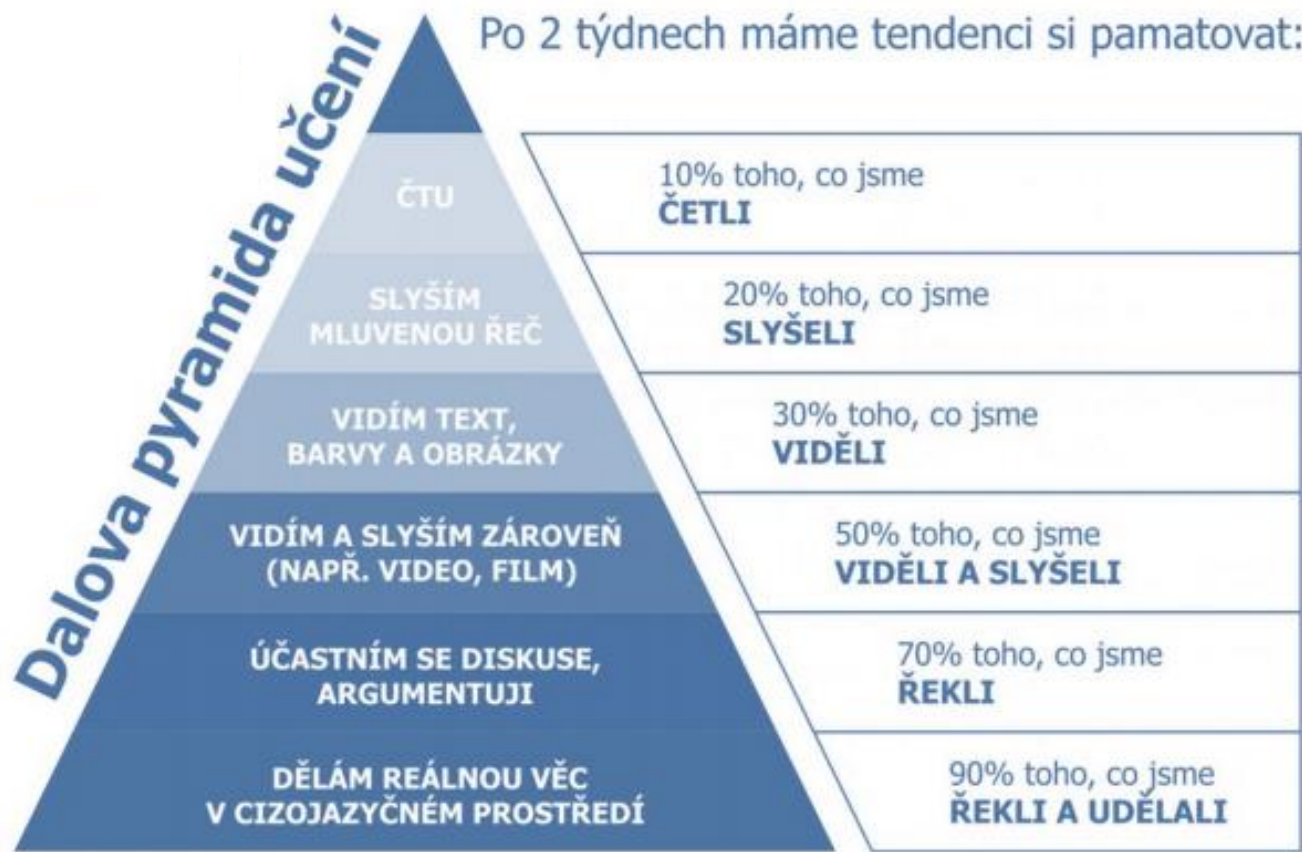 Dalova pyramida učení
Po 2 týdnech máme tendenci si pamatovat:
ČTU
10% toho, co jsme
ČETLI
SLYŠÍM
MLUVENOU ŘEČ
20% toho, co jsme
SLYŠELI
VIDÍM TEXT,
BARVY A OBRÁZKY
30% toho, co jsme
VIDĚLI
VIDÍM A SLYŠÍM ZÁROVEŇ
(NAPŘ. VIDEO, FILM)
50% toho, co jsme
VIDĚLI A SLYŠELI
ÚČASTNÍM SE DISKUSE,
ARGUMENTUJI
70% toho, co jsme
ŘEKLI
DĚLÁM REÁLNOU VĚC
V CIZOJAZYČNÉM PROSTŘEDÍ
90% toho, co jsme
ŘEKLI A UDĚLALI